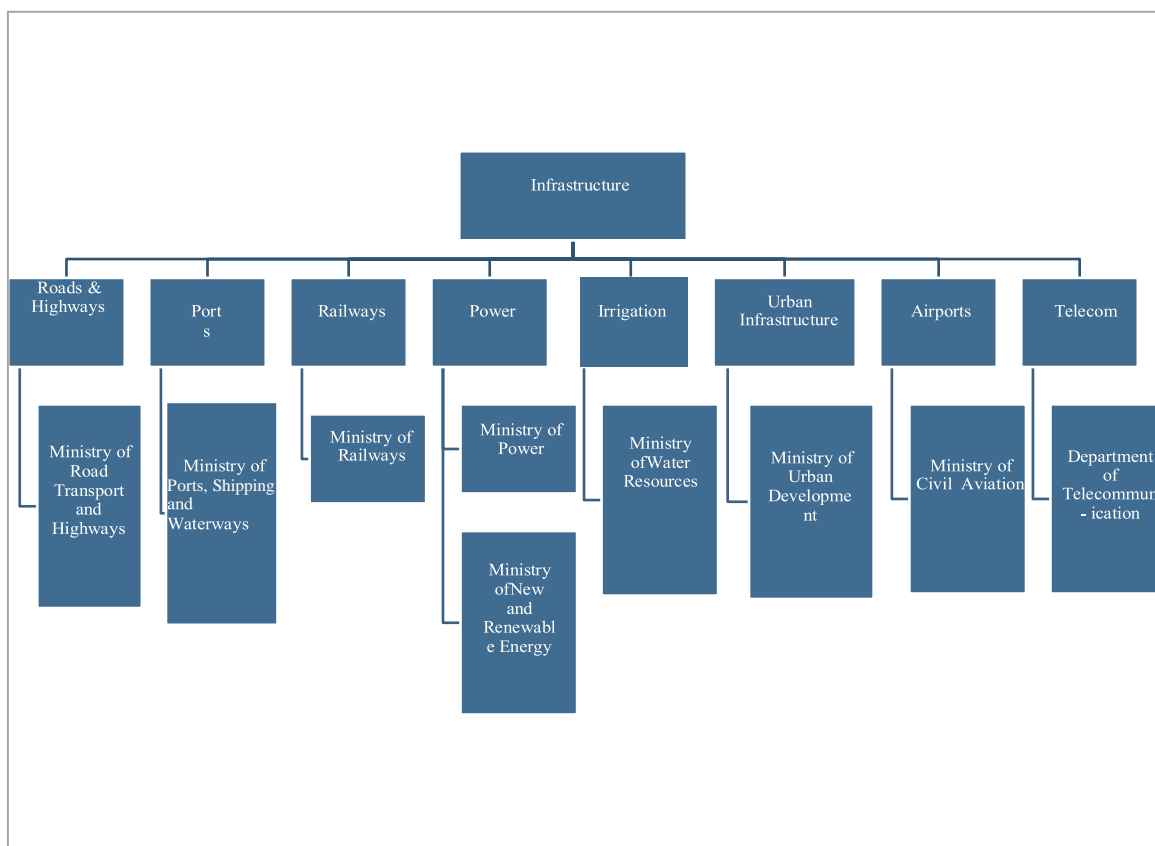 Infrastructure
Roads &
Highways
Port
s
Railways
Power
Irrigation
Urban
Infrastructure
Airports
Telecom
Ministry of
Road
Transport
and
Highways
Ministry of
Ports, Shipping
and
Waterways
Ministry of
Railways
Ministry of
Power
Ministry
ofNew
and
Renewabl
e Energy
Ministry
ofWater
Resources
Ministry of
Urban
Developme
nt
Ministry of
Civil Aviation
Department
of
Telecommun
- ication